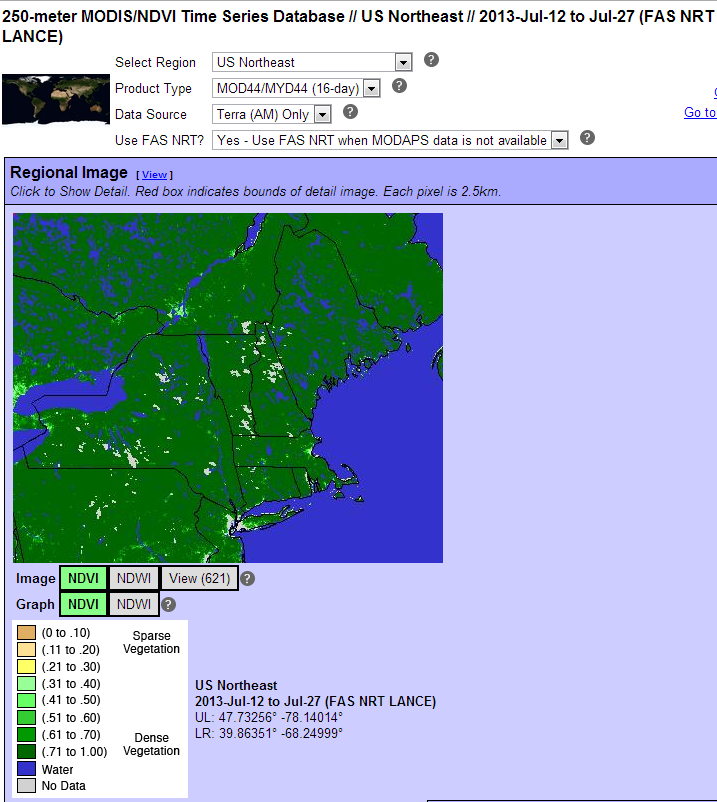 250-meter MODIS/NDVI Time Series Database // US Northeast // 2013-Jul-12 to Jul-27 (FAS NRT
LANCE)
Select Region US Northeast ?
Product Type MOD44/MYD44 (16-day) ?
Data Source Terra (AM) Only ?
Go to
Use FAS NRT? Yes - Use FAS NRT when MODAPS data is not available ?
Regional Image [ View ]
Click to Show Detail. Red box indicates bounds of detail image. Each pixel is 2.5km.
Image NDVI NDWI View (621) ?
Graph NDVI NDWI ?
(0 to .10) Sparse
(.11 to .20) Vegetation
(.21 to .30)
(.31 to .40)
(.41 to .50)
(.51 to .60)
(.61 to .70) Dense
(.71 to 1.00) Vegetation
Water
No Data
US Northeast
2013-Jul-12 to Jul-27 (FAS NRT LANCE)
UL: 47.73256° -78.14014°
LR: 39.86351° -68.24999°